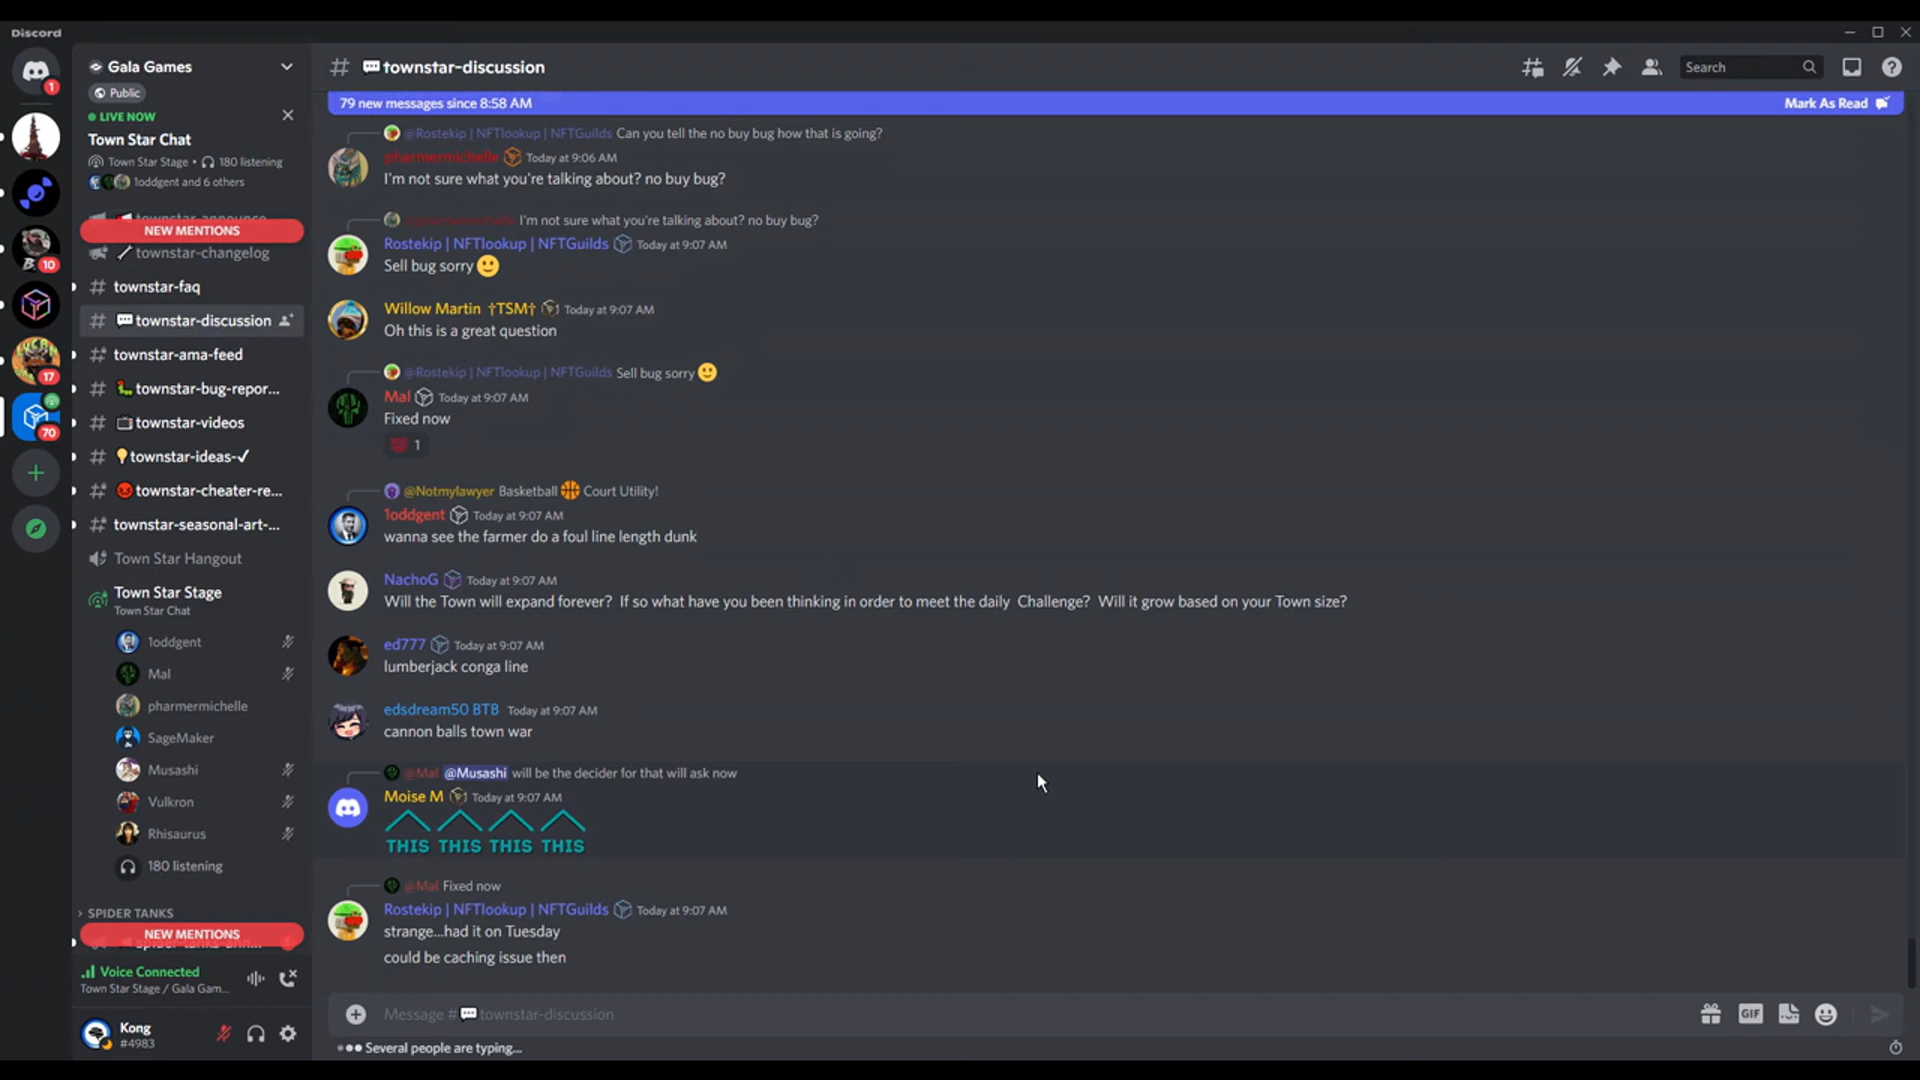 Discord
Gala Games
Public
LIVE NOW
Town Star Chat
Town Star Stage • 180 listening
1oddgent and 6 others
NEW MENTIONS
townstar-changelog
townstar-faq
townstar-discussion
townstar-ama-feed
townstar-bug-repor...
townstar-videos
townstar-ideas-✓
townstar-cheater-re...
townstar-seasonal-art-...
Town Star Hangout
Town Star Stage
Town Star Chat
1oddgent
Mal
pharmermichelle
SageMaker
Musashi
Vulkron
Rhisaurus
180 listening
SPIDER TANKS
NEW MENTIONS
Voice Connected
Town Star Stage / Gala Gam...
Kong
#4983
1
10
17
70
townstar-discussion
Search
79 new messages since 8:58 AM
Mark As Read
@Rostekip | NFTlookup | NFTGuilds Can you tell the no buy bug how that is going?
pharmermichelle Today at 9:06 AM
I'm not sure what you're talking about? no buy bug?
I'm not sure what you're talking about? no buy bug?
Rostekip | NFTlookup | NFTGuilds Today at 9:07 AM
Sell bug sorry 🙂
Willow Martin †TSM† Today at 9:07 AM
Oh this is a great question
@Rostekip | NFTlookup | NFTGuilds Sell bug sorry 🙂
Mal Today at 9:07 AM
Fixed now
1
@Notmylawyer Basketball 🏀 Court Utility!
1oddgent Today at 9:07 AM
wanna see the farmer do a foul line length dunk
NachoG Today at 9:07 AM
Will the Town will expand forever? If so what have you been thinking in order to meet the daily Challenge? Will it grow based on your Town size?
ed777 Today at 9:07 AM
lumberjack conga line
edsdream50 BTB Today at 9:07 AM
cannon balls town war
@Mal @Musashi will be the decider for that will ask now
Moise M Today at 9:07 AM
THIS THIS THIS THIS
@Mal Fixed now
Rostekip | NFTlookup | NFTGuilds Today at 9:07 AM
strange...had it on Tuesday
could be caching issue then
Message # townstar-discussion
GIF
Several people are typing...